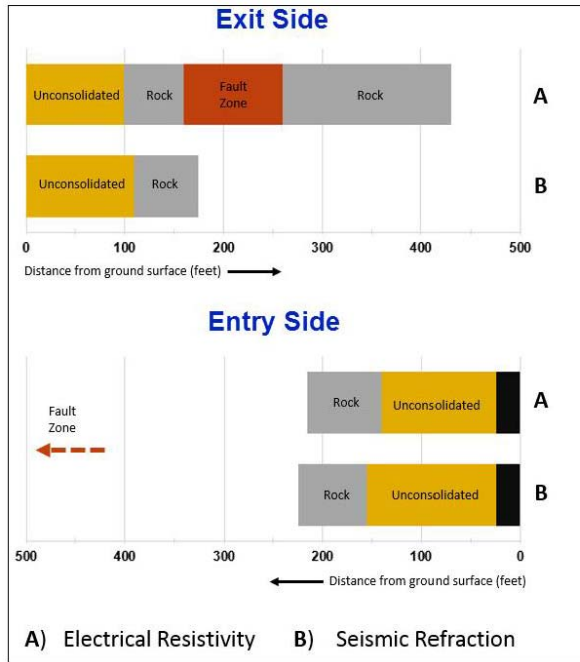 Exit Side
Unconsolidated
Rock
Fault
Zone
Rock
A
Unconsolidated
Rock
B
0 100 200 300 400 500
Distance from ground surface (feet)
Entry Side
Fault
Zone
Rock
Unconsolidated
A
Rock
Unconsolidated
B
500 400 300 200 100 0
Distance from ground surface (feet)
A) Electrical Resistivity B) Seismic Refraction